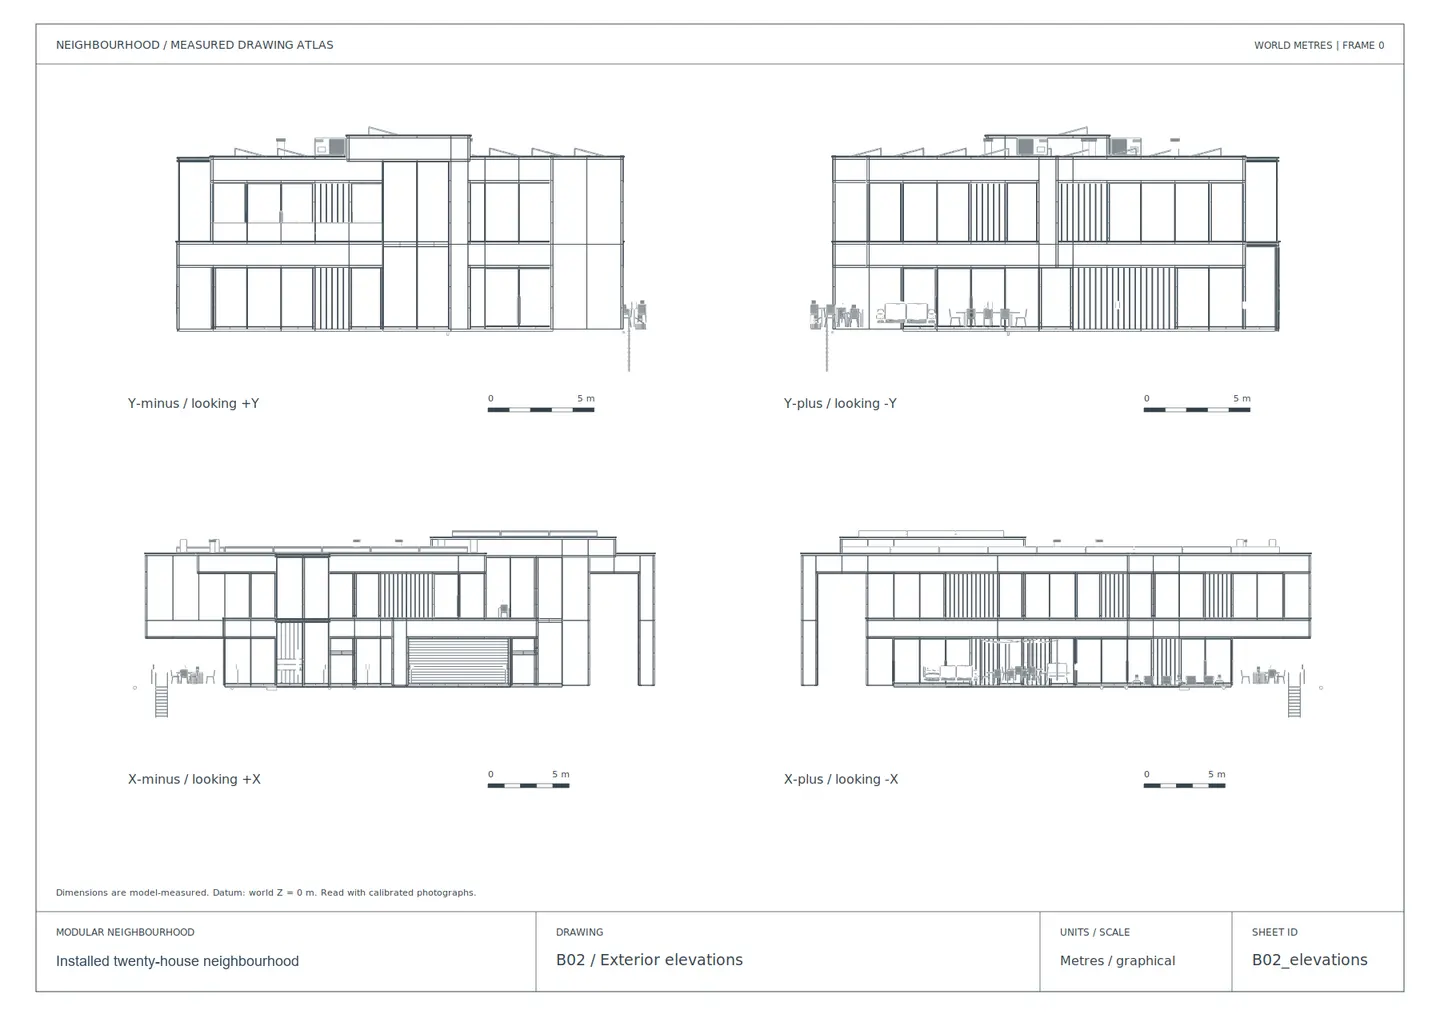 NEIGHBOURHOOD / MEASURED DRAWING ATLAS
WORLD METRES | FRAME 0
Y-minus / looking +Y
0 5 m
Y-plus / looking -Y
0 5 m
X-minus / looking +X
0 5 m
X-plus / looking -X
0 5 m
Dimensions are model-measured. Datum: world Z = 0 m. Read with calibrated photographs.
MODULAR NEIGHBOURHOOD
Installed twenty-house neighbourhood
DRAWING
B02 / Exterior elevations
UNITS / SCALE
Metres / graphical
SHEET ID
B02_elevations